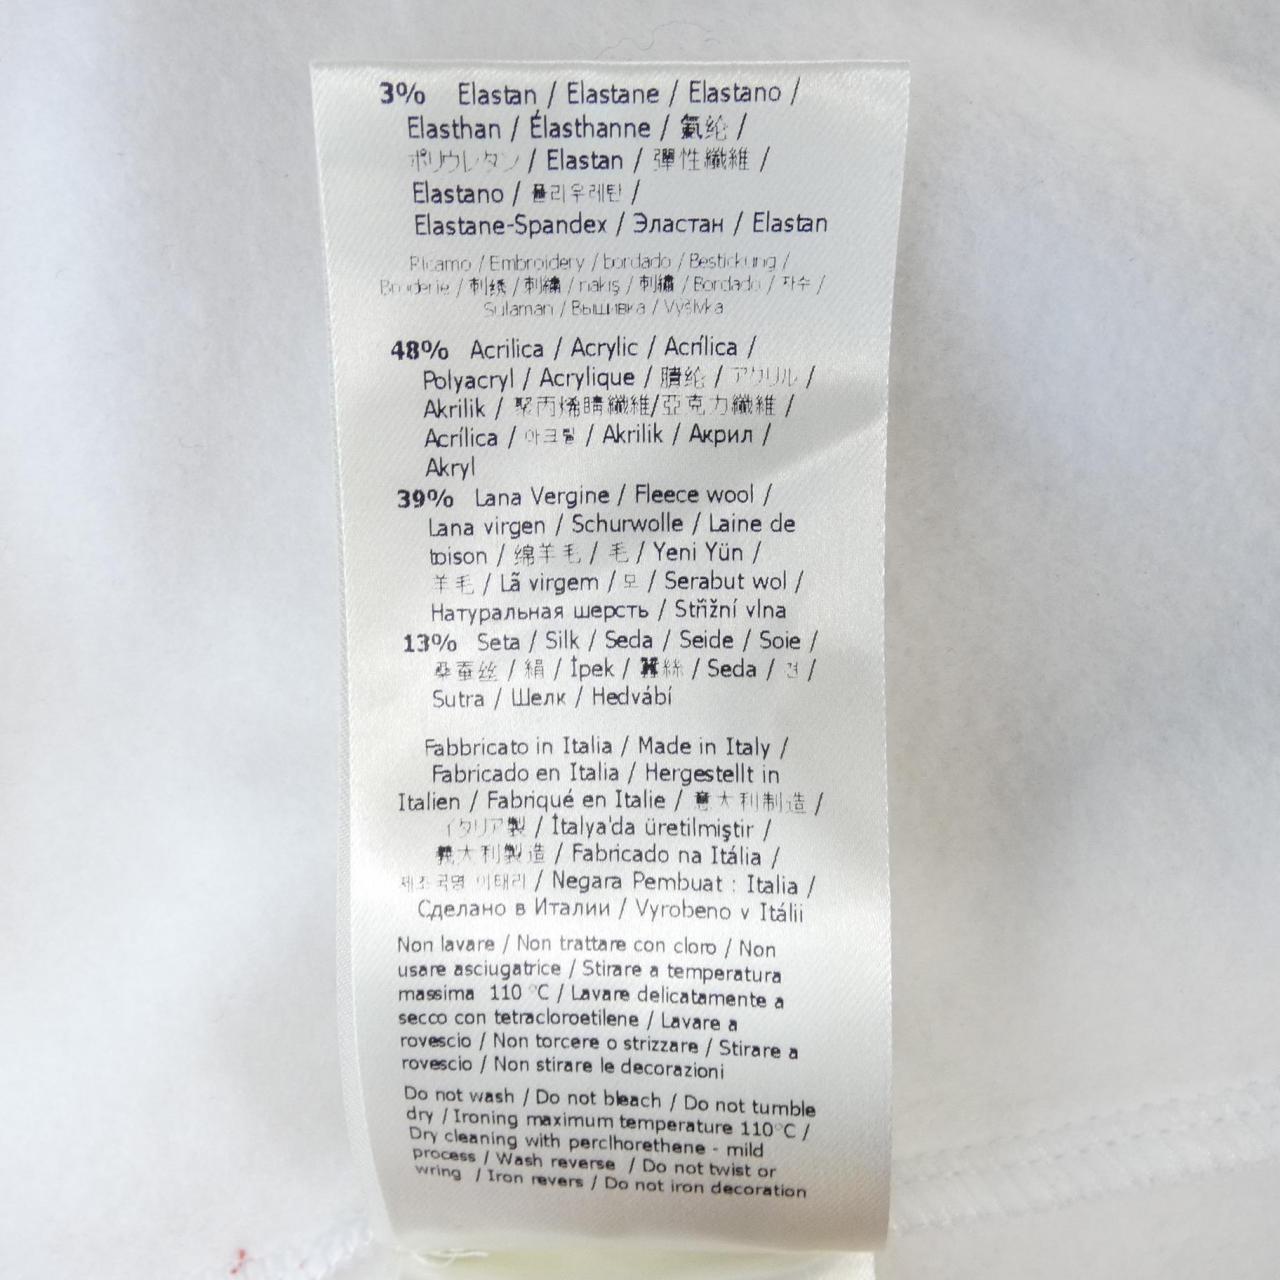 3% Elastan / Elastane / Elastano /
Elasthan / Élasthanne / 氨纶 /
ポリウレタン / Elastan / 彈性纖維 /
Elastano / 폴리우레탄 /
Elastane-Spandex / Эластан / Elastan
Ricamo / Embroidery / bordado / Bestickung /
Broderie / 刺绣 / 刺繍 / nakış / 刺繡 / Bordado / 자수 /
Sulaman / Вышивка / Vyšívka
48% Acrilica / Acrylic / Acrílica /
Polyacryl / Acrylique / 腈纶 / アクリル /
Akrilik / 聚丙烯腈纖維/亞克力纖維 /
Acrílica / 아크릴 / Akrilik / Акрил /
Akryl
39% Lana Vergine / Fleece wool /
Lana virgen / Schurwolle / Laine de
toison / 绵羊毛 / 毛 / Yeni Yün /
羊毛 / Lã virgem / 모 / Serabut wol /
Натуральная шерсть / Střižní vlna
13% Seta / Silk / Seda / Seide / Soie /
桑蚕丝 / 絹 / İpek / 蠶絲 / Seda / 견 /
Sutra / Шелк / Hedvábí
Fabbricato in Italia / Made in Italy /
Fabricado en Italia / Hergestellt in
Italien / Fabriqué en Italie / 意大利制造 /
イタリア製 / İtalya'da üretilmiştir /
義大利製造 / Fabricado na Itália /
제조국명 이태리 / Negara Pembuat : Italia /
Сделано в Италии / Vyrobeno v Itálii
Non lavare / Non trattare con cloro / Non
usare asciugatrice / Stirare a temperatura
massima 110 °C / Lavare delicatamente a
secco con tetracloroetilene / Lavare a
rovescio / Non torcere o strizzare / Stirare a
rovescio / Non stirare le decorazioni
Do not wash / Do not bleach / Do not tumble
dry / Ironing maximum temperature 110°C /
Dry cleaning with perclhorethene - mild
process / Wash reverse / Do not twist or
wring / Iron revers / Do not iron decoration